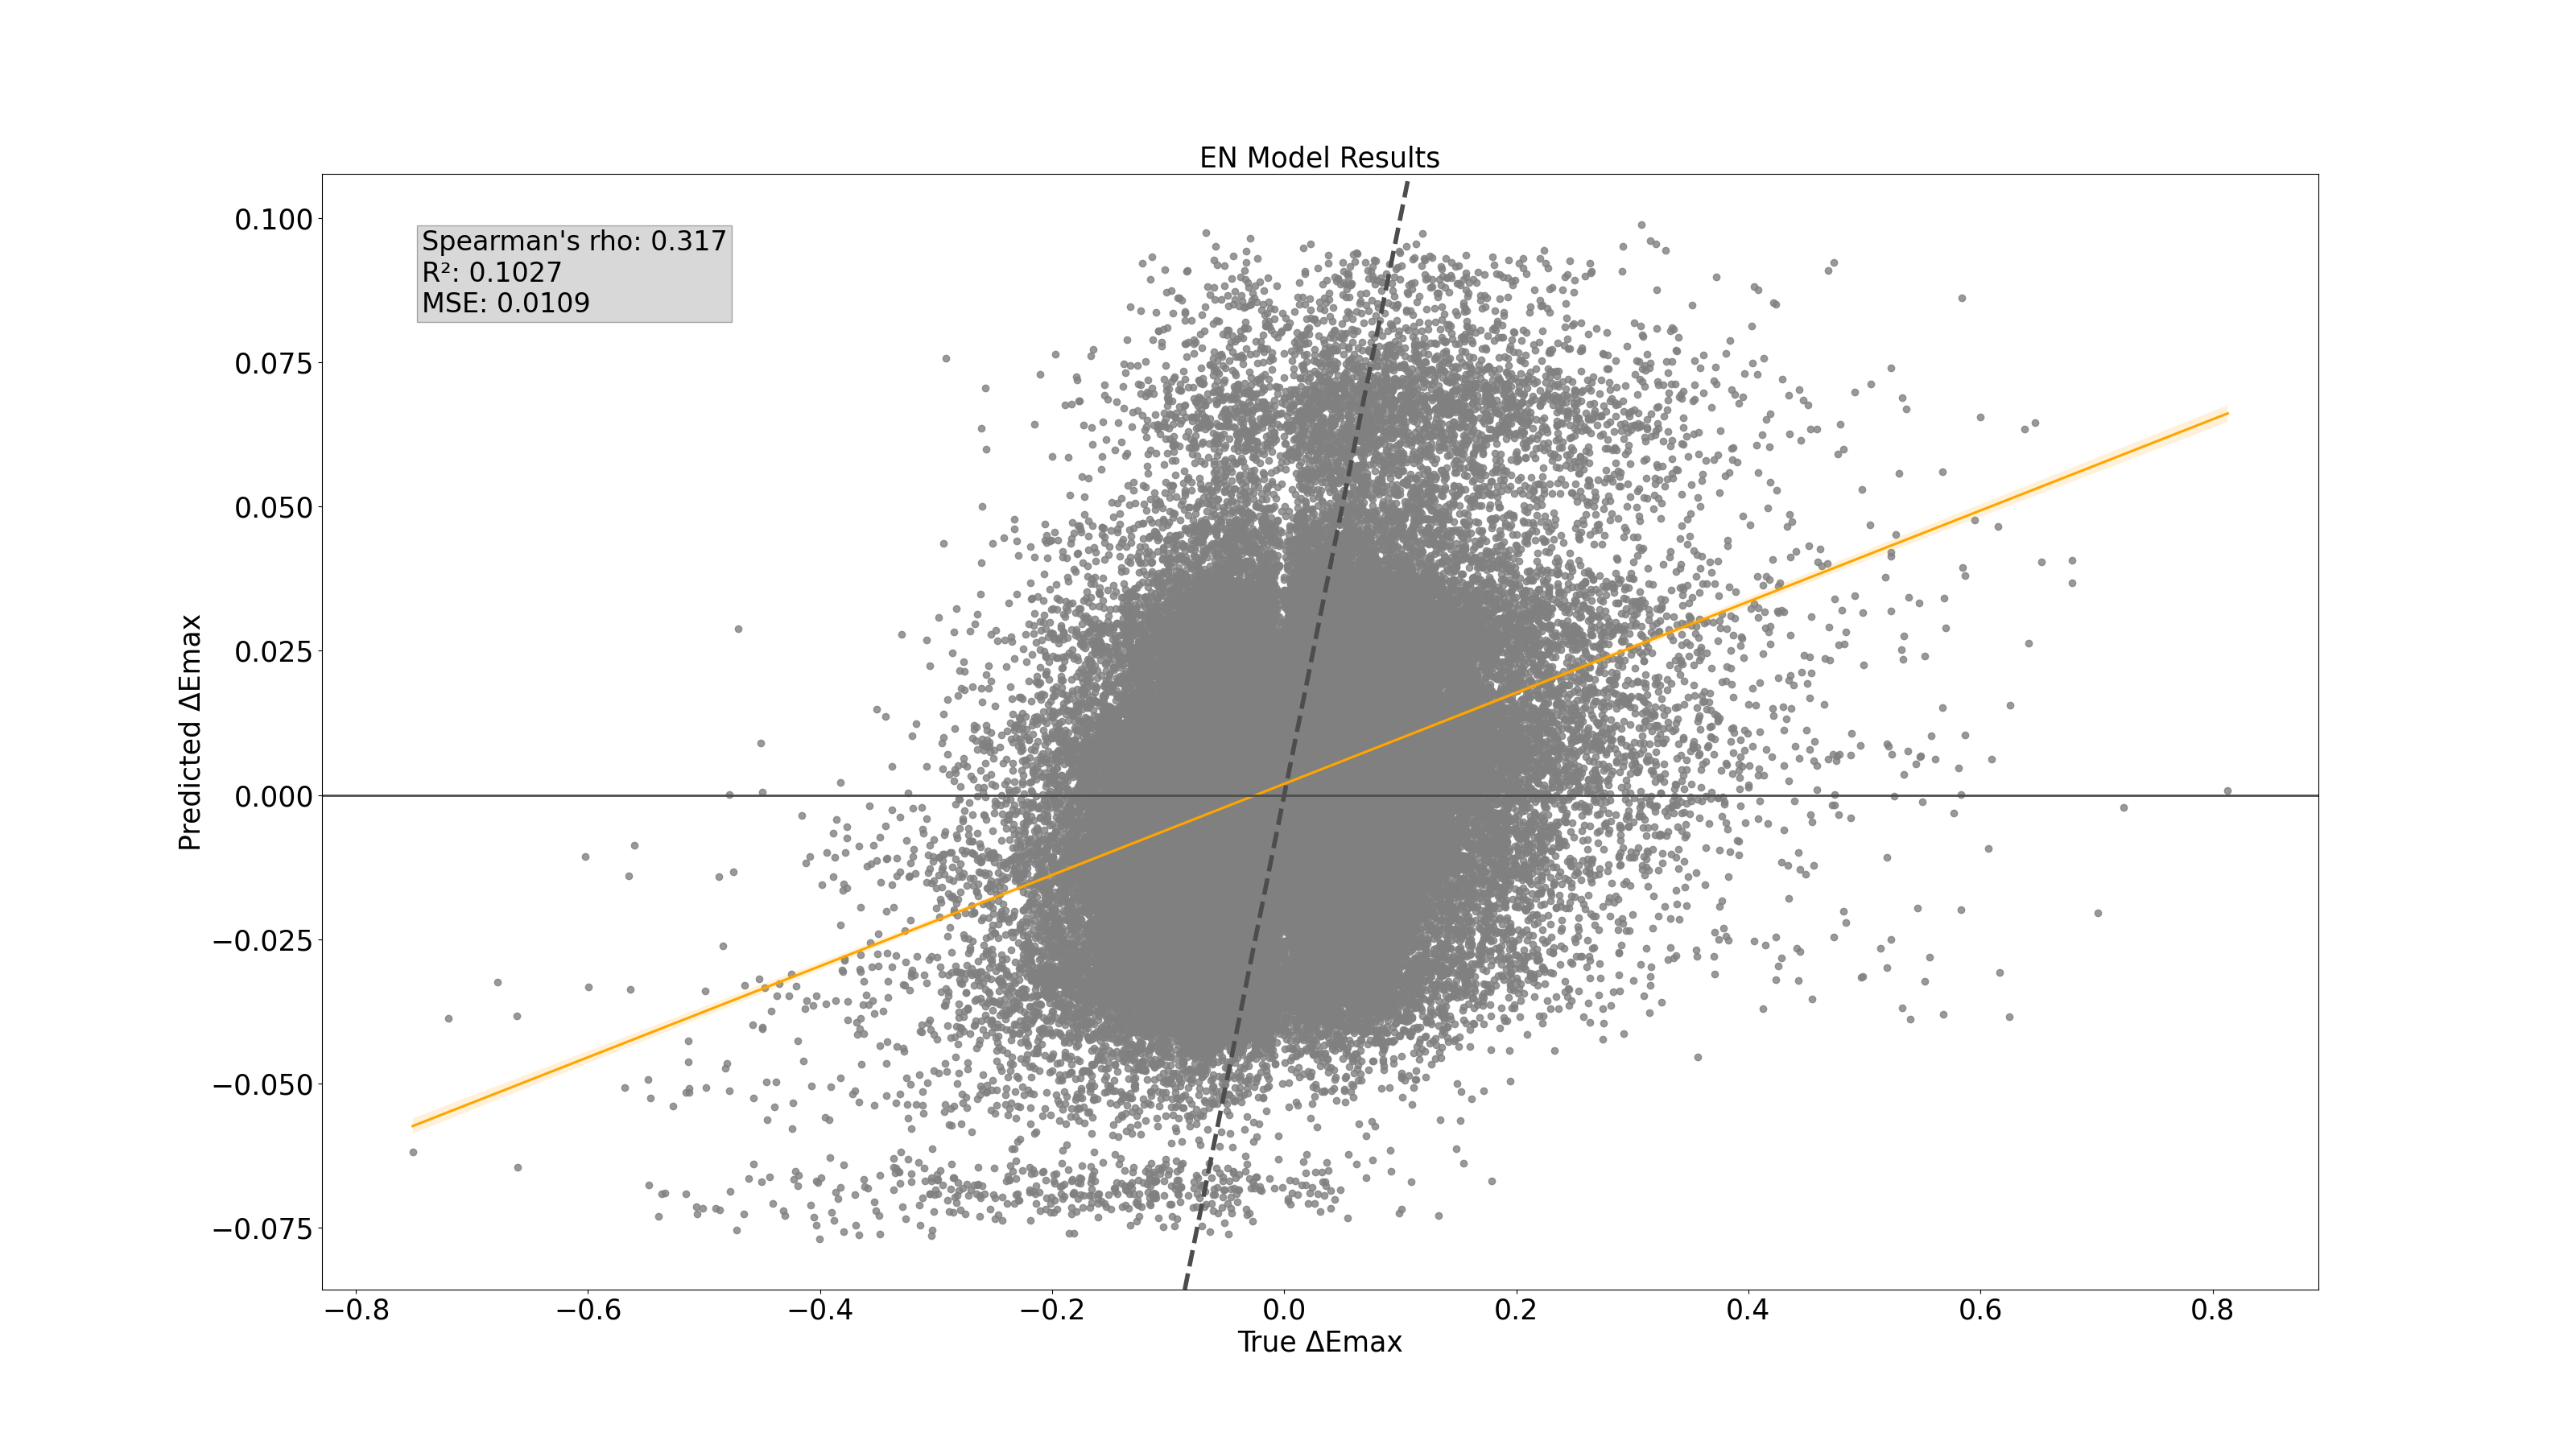 EN Model Results
Spearman's rho: 0.317
R²: 0.1027
MSE: 0.0109
0.100
0.075
0.050
0.025
0.000
−0.025
−0.050
−0.075
Predicted ΔEmax
−0.8 −0.6 −0.4 −0.2 0.0 0.2 0.4 0.6 0.8
True ΔEmax